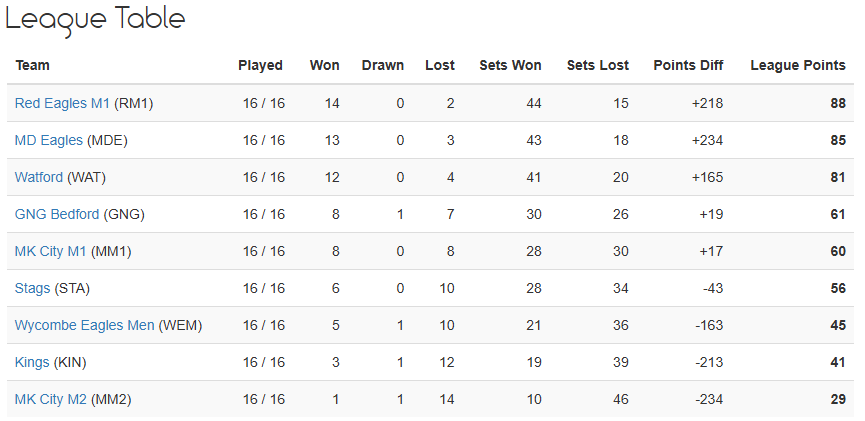 League Table
Team Played Won Drawn Lost Sets Won Sets Lost Points Diff League Points
Red Eagles M1 (RM1) 16 / 16 14 0 2 44 15 +218 88
MD Eagles (MDE) 16 / 16 13 0 3 43 18 +234 85
Watford (WAT) 16 / 16 12 0 4 41 20 +165 81
GNG Bedford (GNG) 16 / 16 8 1 7 30 26 +19 61
MK City M1 (MM1) 16 / 16 8 0 8 28 30 +17 60
Stags (STA) 16 / 16 6 0 10 28 34 -43 56
Wycombe Eagles Men (WEM) 16 / 16 5 1 10 21 36 -163 45
Kings (KIN) 16 / 16 3 1 12 19 39 -213 41
MK City M2 (MM2) 16 / 16 1 1 14 10 46 -234 29